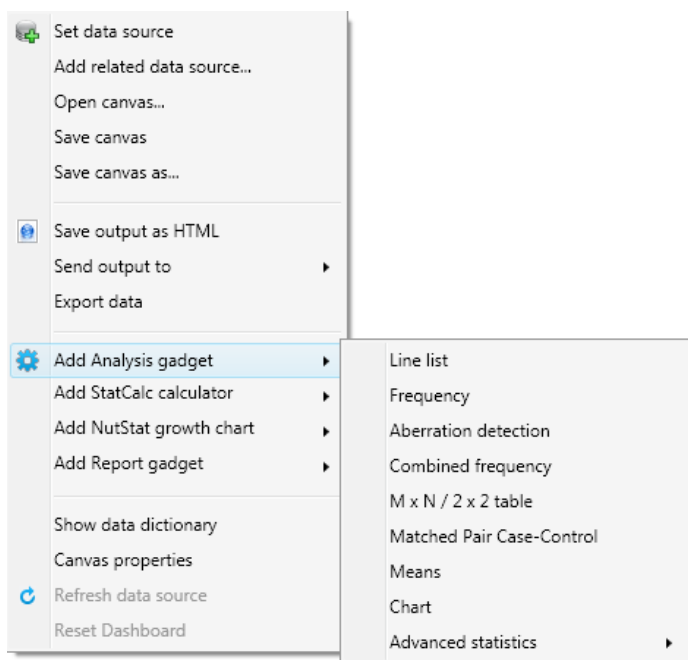 Set data source
Add related data source...
Open canvas...
Save canvas
Save canvas as...
Save output as HTML
Send output to
Export data
Add Analysis gadget
Add StatCalc calculator
Add NutStat growth chart
Add Report gadget
Show data dictionary
Canvas properties
Refresh data source
Reset Dashboard
Line list
Frequency
Aberration detection
Combined frequency
M x N / 2 x 2 table
Matched Pair Case-Control
Means
Chart
Advanced statistics